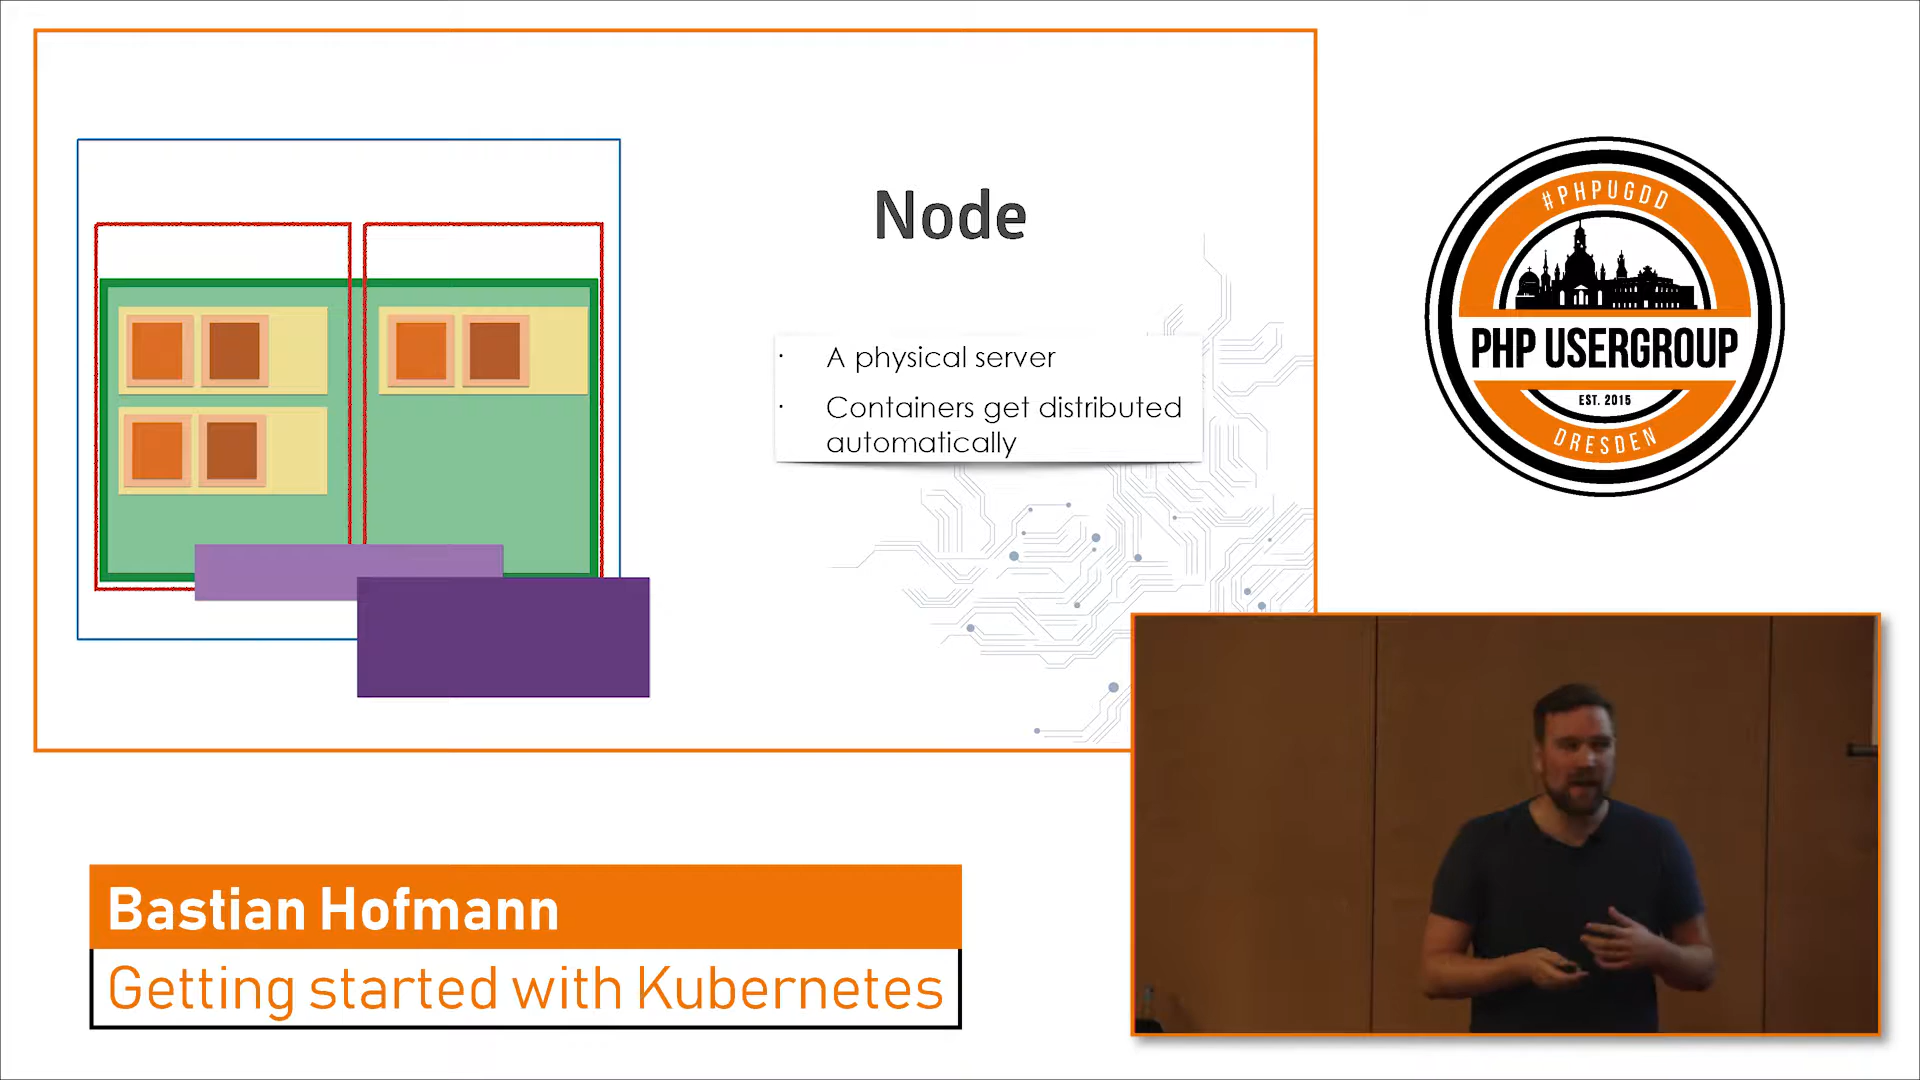 Node
· A physical server
· Containers get distributed
automatically
#PHPUGDD
PHP USERGROUP
EST. 2015
DRESDEN
Bastian Hofmann
Getting started with Kubernetes